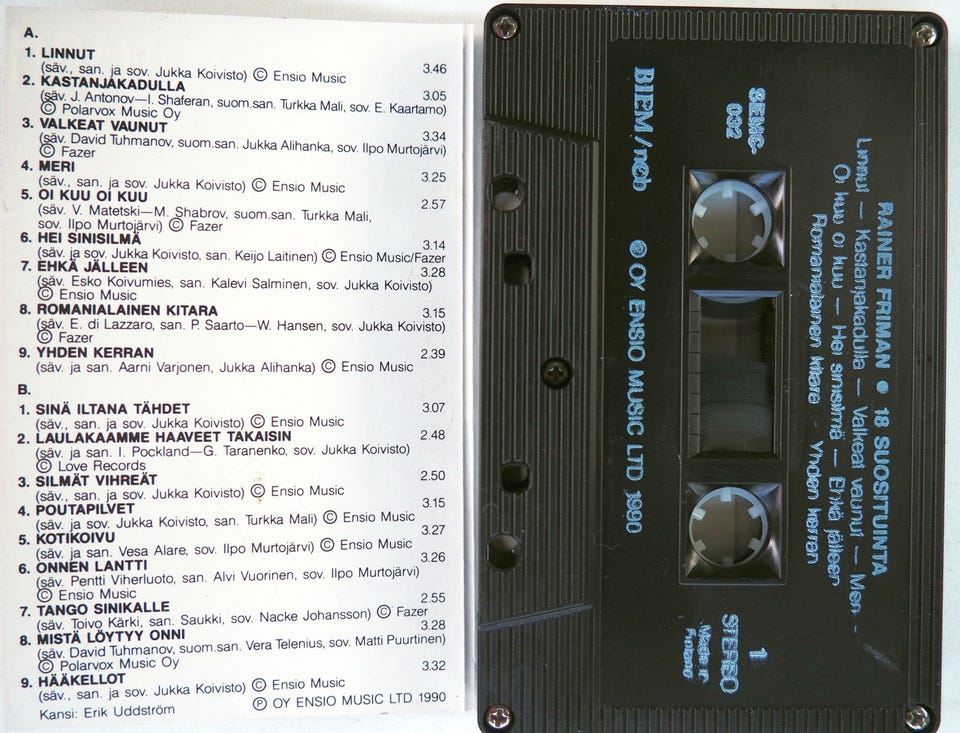 A.
1. LINNUT
(säv., san. ja sov. Jukka Koivisto) © Ensio Music 3.46
2. KASTANJAKADULLA
(säv. J. Antonov—I. Shaferan, suom.san. Turkka Mali, sov. E. Kaartamo) 3.05
© Polarvox Music Oy
3. VALKEAT VAUNUT 3.34
(säv. David Tuhmanov, suom.san. Jukka Alihanka, sov. Ilpo Murtojärvi)
© Fazer
4. MERI 3.25
(säv., san. ja sov. Jukka Koivisto) © Ensio Music
5. OI KUU OI KUU 2.57
(säv. V. Matetski—M. Shabrov, suom.san. Turkka Mali,
sov. Ilpo Murtojärvi) © Fazer
6. HEI SINISILMÄ 3.14
(säv. ja sov. Jukka Koivisto, san. Keijo Laitinen) © Ensio Music/Fazer
7. EHKÄ JÄLLEEN 3.28
(säv. Esko Koivumies, san. Kalevi Salminen, sov. Jukka Koivisto)
© Ensio Music
8. ROMANIALAINEN KITARA 3.15
(säv. E. di Lazzaro, san. P. Saarto—W. Hansen, sov. Jukka Koivisto)
© Fazer
9. YHDEN KERRAN 2.39
(säv. ja san. Aarni Varjonen, Jukka Alihanka) © Ensio Music
B.
1. SINÄ ILTANA TÄHDET 3.07
(säv., san. ja sov. Jukka Koivisto) © Ensio Music
2. LAULAKAAMME HAAVEET TAKAISIN 2.48
(säv. ja san. I. Pockland—G. Taranenko, sov. Jukka Koivisto)
© Love Records
3. SILMÄT VIHREÄT 2.50
(säv., san. ja sov. Jukka Koivisto) © Ensio Music
4. POUTAPILVET 3.15
(säv. ja sov. Jukka Koivisto, san. Turkka Mali) © Ensio Music
5. KOTIKOIVU 3.27
(säv. ja san. Vesa Alare, sov. Ilpo Murtojärvi) © Ensio Music
6. ONNEN LANTTI 3.26
(säv. Pentti Viherluoto, san. Alvi Vuorinen, sov. Ilpo Murtojärvi)
© Ensio Music
7. TANGO SINIKALLE 2.55
(säv. Toivo Kärki, san. Saukki, sov. Nacke Johansson) © Fazer
8. MISTÄ LÖYTYY ONNI 3.28
(säv. David Tuhmanov, suom.san. Vera Telenius, sov. Matti Puurtinen)
© Polarvox Music Oy
9. HÄÄKELLOT 3.32
(säv., san. ja sov. Jukka Koivisto) © Ensio Music
Kansi: Erik Uddström ℗ OY ENSIO MUSIC LTD 1990
RAINER FRIMAN ● 18 SUOSITUINTA
Linnut — Kastanjakadulla — Valkeat vaunut — Meri -
Oi kuu oi kuu — Hei sinisilmä — Ehkä jälleen
Romanialainen kitara - Yhden kerran
SEMC-
032
1
STEREO
Made in
Finland
BIEM/ncb ℗ OY ENSIO MUSIC LTD 1990